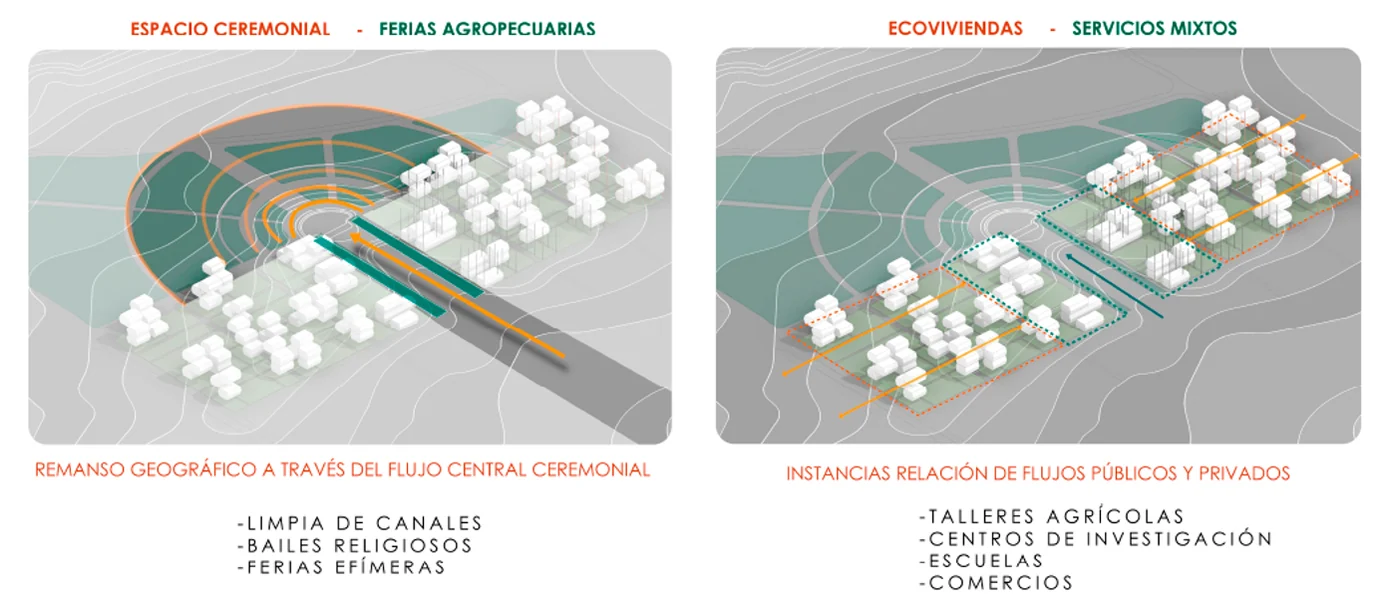 ESPACIO CEREMONIAL - FERIAS AGROPECUARIAS
REMANSO GEOGRÁFICO A TRAVÉS DEL FLUJO CENTRAL CEREMONIAL
-LIMPIA DE CANALES
-BAILES RELIGIOSOS
-FERIAS EFÍMERAS
ECOVIVIENDAS - SERVICIOS MIXTOS
INSTANCIAS RELACIÓN DE FLUJOS PÚBLICOS Y PRIVADOS
-TALLERES AGRÍCOLAS
-CENTROS DE INVESTIGACIÓN
-ESCUELAS
-COMERCIOS